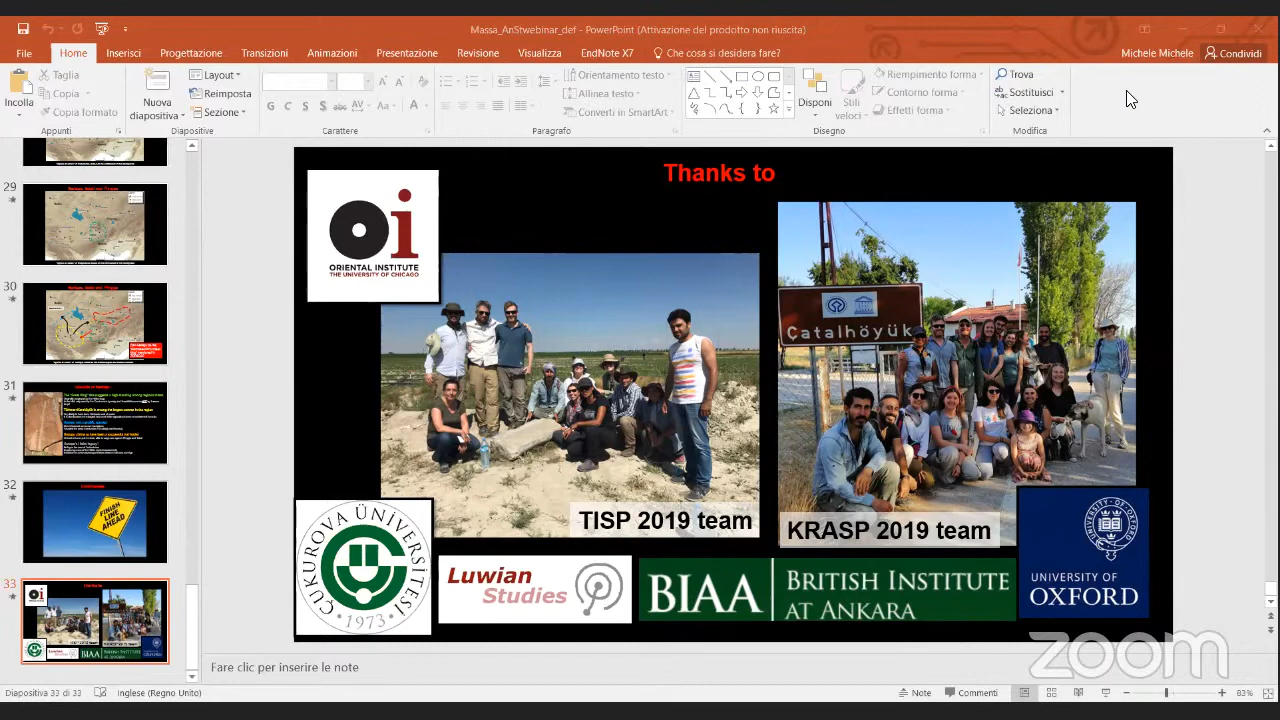 Massa_AnStwebinar_def - PowerPoint (Attivazione del prodotto non riuscita)
File Home Inserisci Progettazione Transizioni Animazioni Presentazione Revisione Visualizza EndNote X7 Che cosa si desidera fare? Michele Michele Condividi
Incolla
Taglia
Copia
Copia formato
Appunti
Nuova
diapositiva
Layout
Reimposta
Sezione
Diapositive
G C S S abc AV Aa A
Carattere
Orientamento testo
Allinea testo
Converti in SmartArt
Paragrafo
Disponi
Stili
veloci
Riempimento forma
Contorno forma
Effetti forma
Disegno
Trova
Sostituisci
Seleziona
Modifica
29
30
31
32
FINISH
LINE
AHEAD
33
Thanks to
oi
ORIENTAL INSTITUTE
THE UNIVERSITY OF CHICAGO
Çatalhöyük
TISP 2019 team
KRASP 2019 team
ÇUKUROVA ÜNİVERSİTESİ
1973
Luwian
Studies
BIAA
BRITISH INSTITUTE
AT ANKARA
UNIVERSITY OF
OXFORD
zoom
Fare clic per inserire le note
Diapositiva 33 di 33 Inglese (Regno Unito) Note Commenti 83%